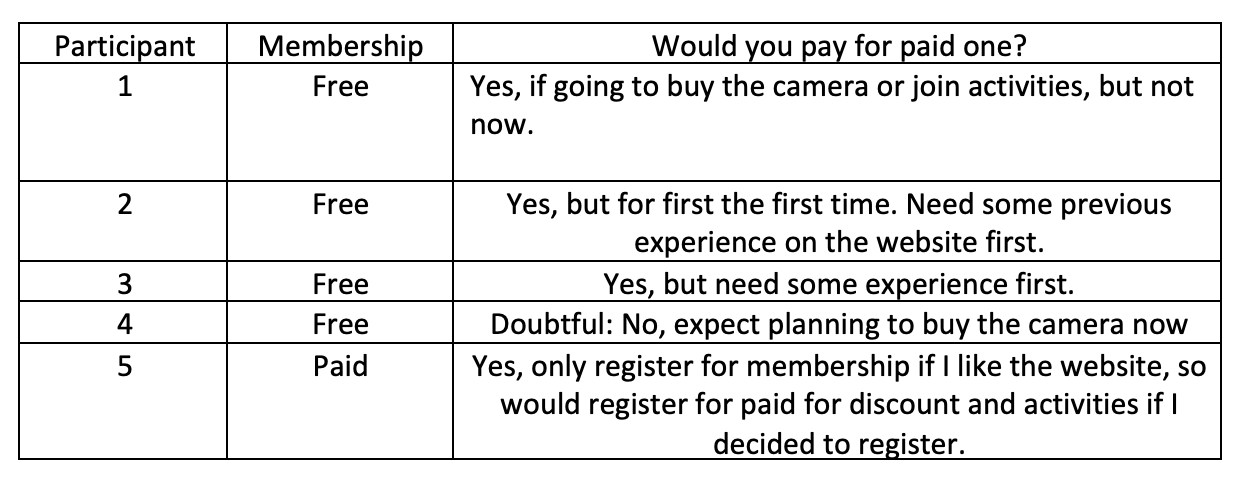 Participant Membership Would you pay for paid one?
1 Free Yes, if going to buy the camera or join activities, but not
now.
2 Free Yes, but for first the first time. Need some previous
experience on the website first.
3 Free Yes, but need some experience first.
4 Free Doubtful: No, expect planning to buy the camera now
5 Paid Yes, only register for membership if I like the website, so
would register for paid for discount and activities if I
decided to register.